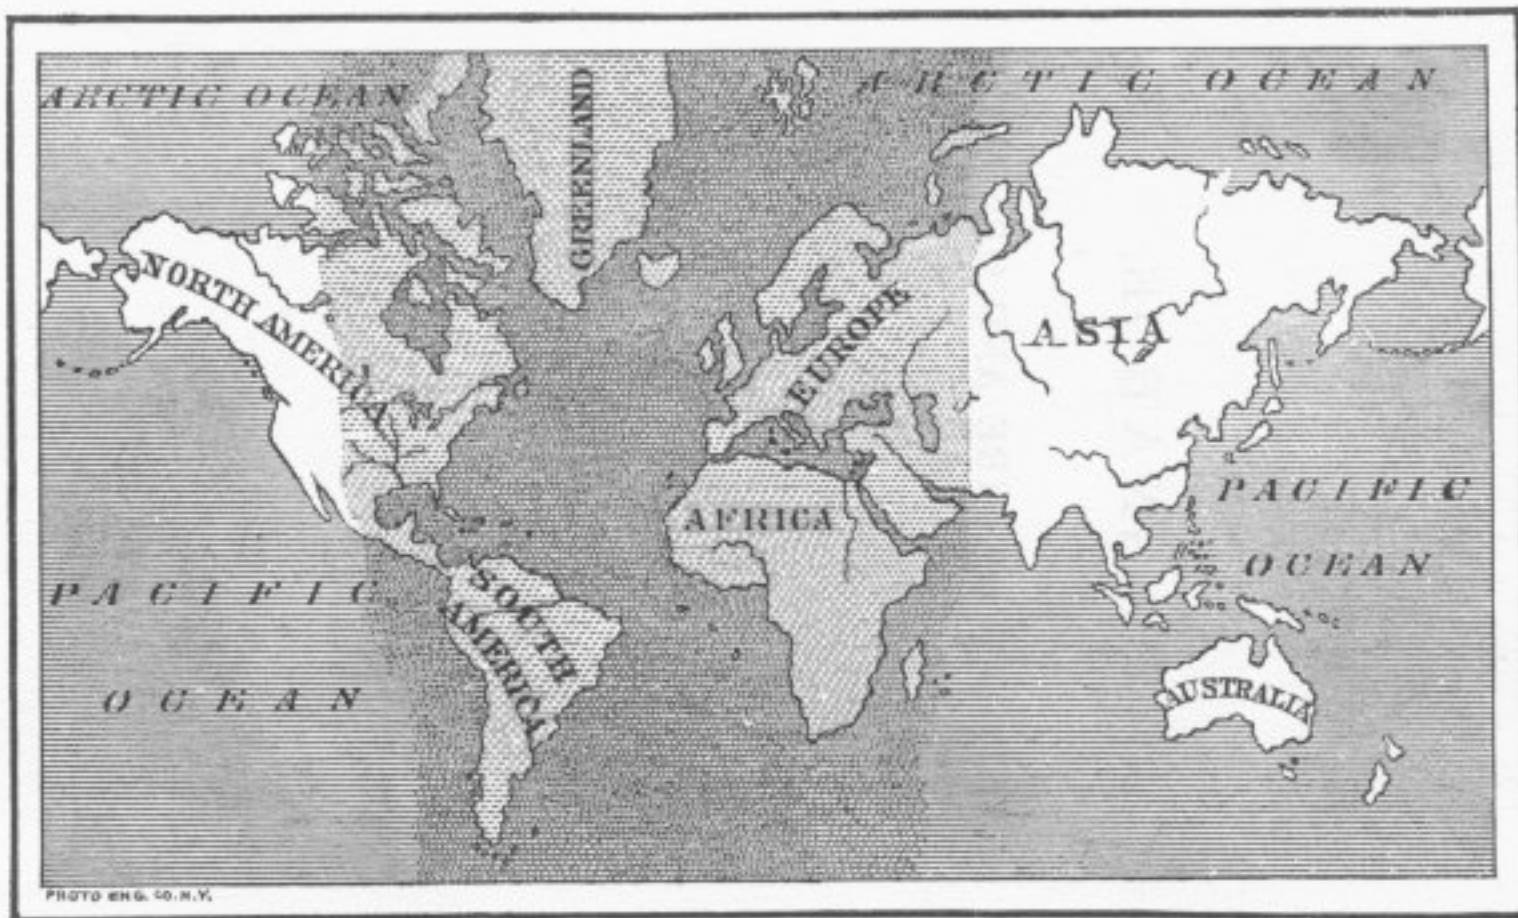 ARCTIC OCEAN
ARCTIC OCEAN
GREENLAND
NORTH AMERICA
EUROPE
ASIA
AFRICA
PACIFIC
OCEAN
PACIFIC
OCEAN
SOUTH
AMERICA
AUSTRALIA
PHOTO ENG. CO. N.Y.